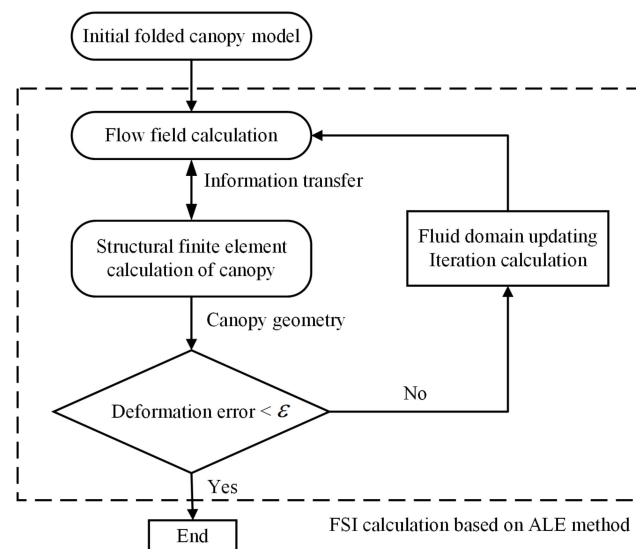 Initial folded canopy model
Flow field calculation
Information transfer
Structural finite element
calculation of canopy
Fluid domain updating
Iteration calculation
Canopy geometry
No
Deformation error < ε
Yes
End
FSI calculation based on ALE method